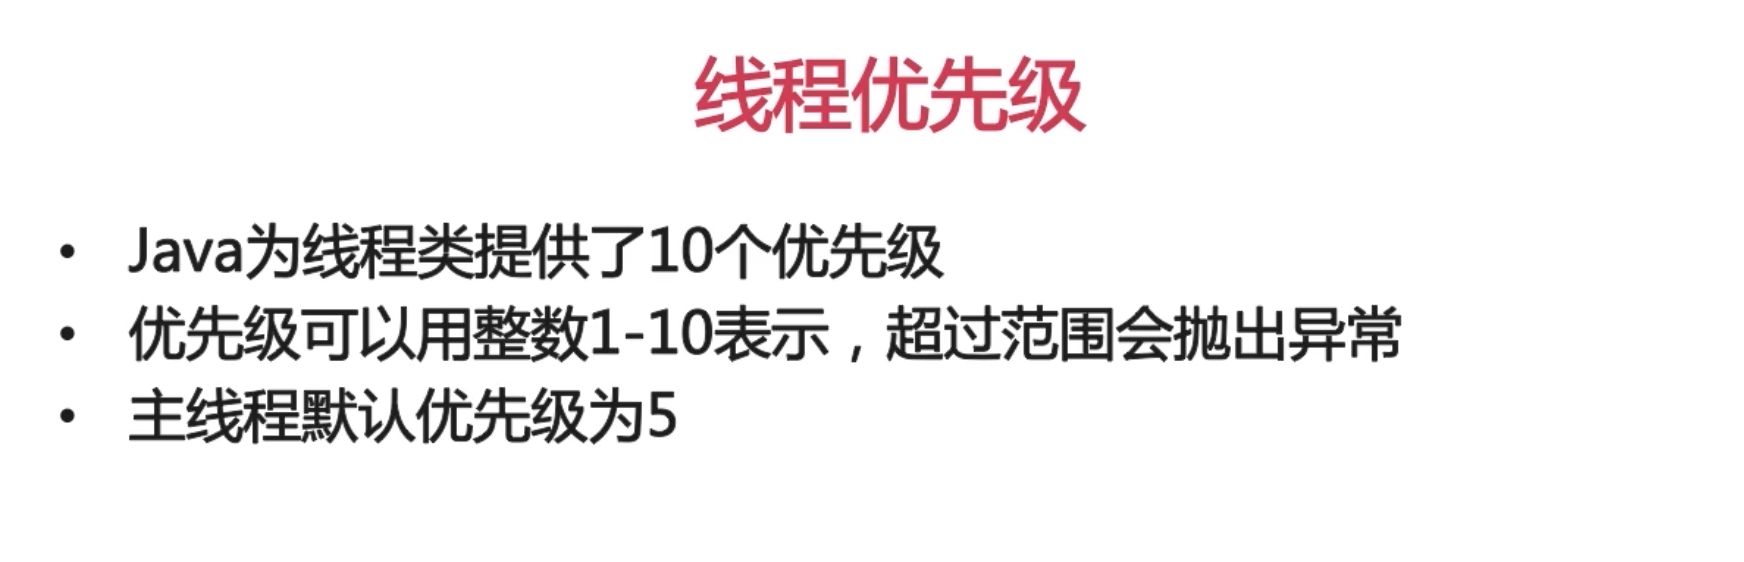 线程优先级
• Java为线程类提供了10个优先级
• 优先级可以用整数1-10表示，超过范围会抛出异常
• 主线程默认优先级为5